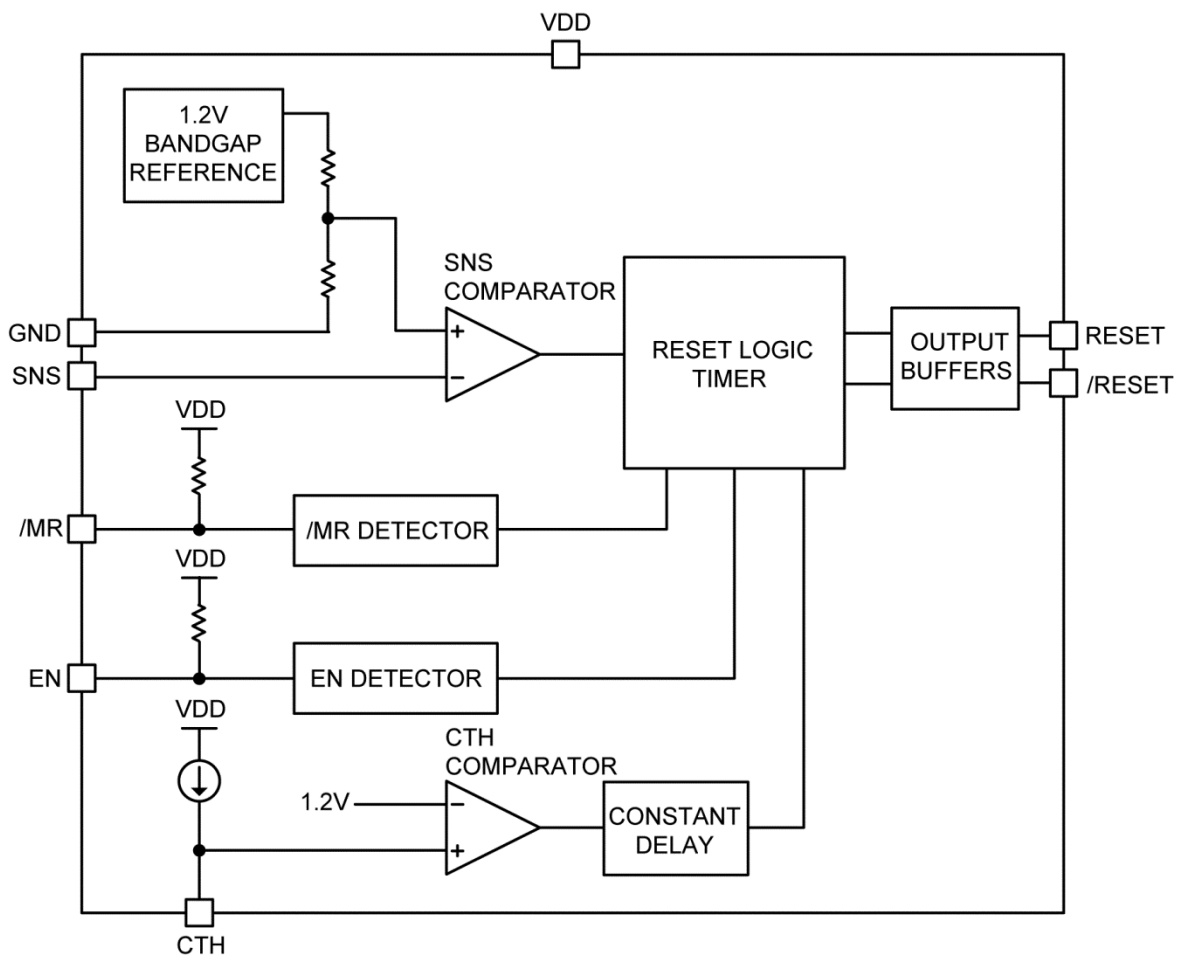 VDD
1.2V
BANDGAP
REFERENCE
SNS
COMPARATOR
+
−
GND
SNS
RESET LOGIC
TIMER
OUTPUT
BUFFERS
RESET
/RESET
VDD
/MR
/MR DETECTOR
VDD
EN
EN DETECTOR
VDD
CTH
COMPARATOR
1.2V
−
+
CONSTANT
DELAY
CTH